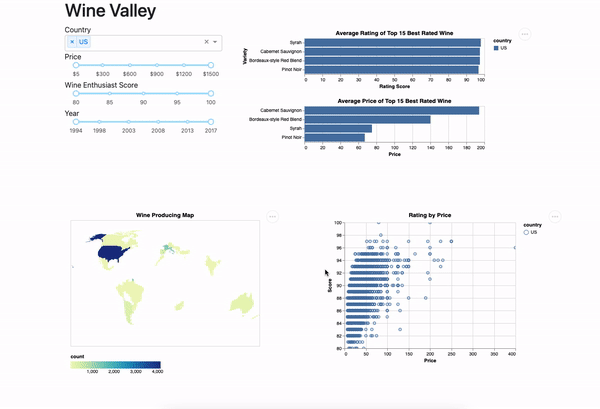 Wine Valley
Country
× US
Price
$5 $300 $600 $900 $1200 $1500
Wine Enthusiast Score
80 85 90 95 100
Year
1994 1998 2003 2008 2013 2017
Average Rating of Top 15 Best Rated Wine
Variety
Syrah
Cabernet Sauvignon
Bordeaux-style Red Blend
Pinot Noir
0 10 20 30 40 50 60 70 80 90 100
Rating Score
country
US
Average Price of Top 15 Best Rated Wine
Cabernet Sauvignon
Bordeaux-style Red Blend
Syrah
Pinot Noir
0 20 40 60 80 100 120 140 160 180 200
Price
Wine Producing Map
count
1,000 2,000 3,000 4,000
Rating by Price
Score
100
98
96
94
92
90
88
86
84
82
80
0 50 100 150 200 250 300 350 400
Price
country
US